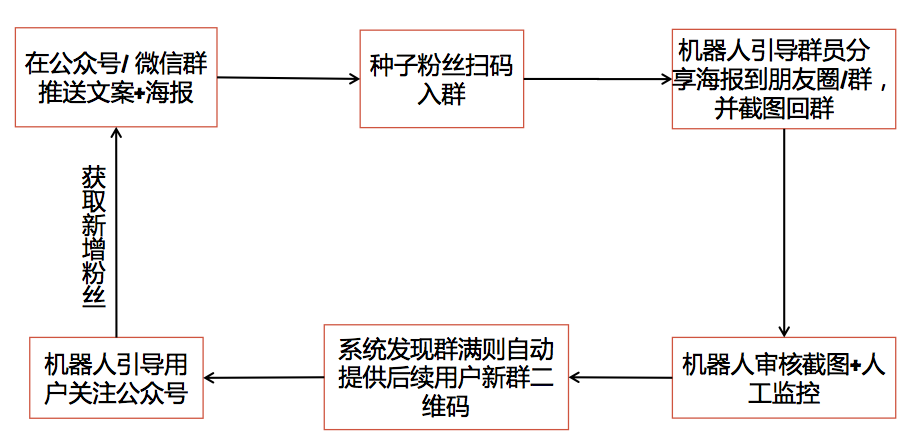 在公众号/ 微信群
推送文案+海报
种子粉丝扫码
入群
机器人引导群员分
享海报到朋友圈/群，
并截图回群
机器人审核截图+人
工监控
系统发现群满则自动
提供后续用户新群二
维码
机器人引导用
户关注公众号
获取新增粉丝